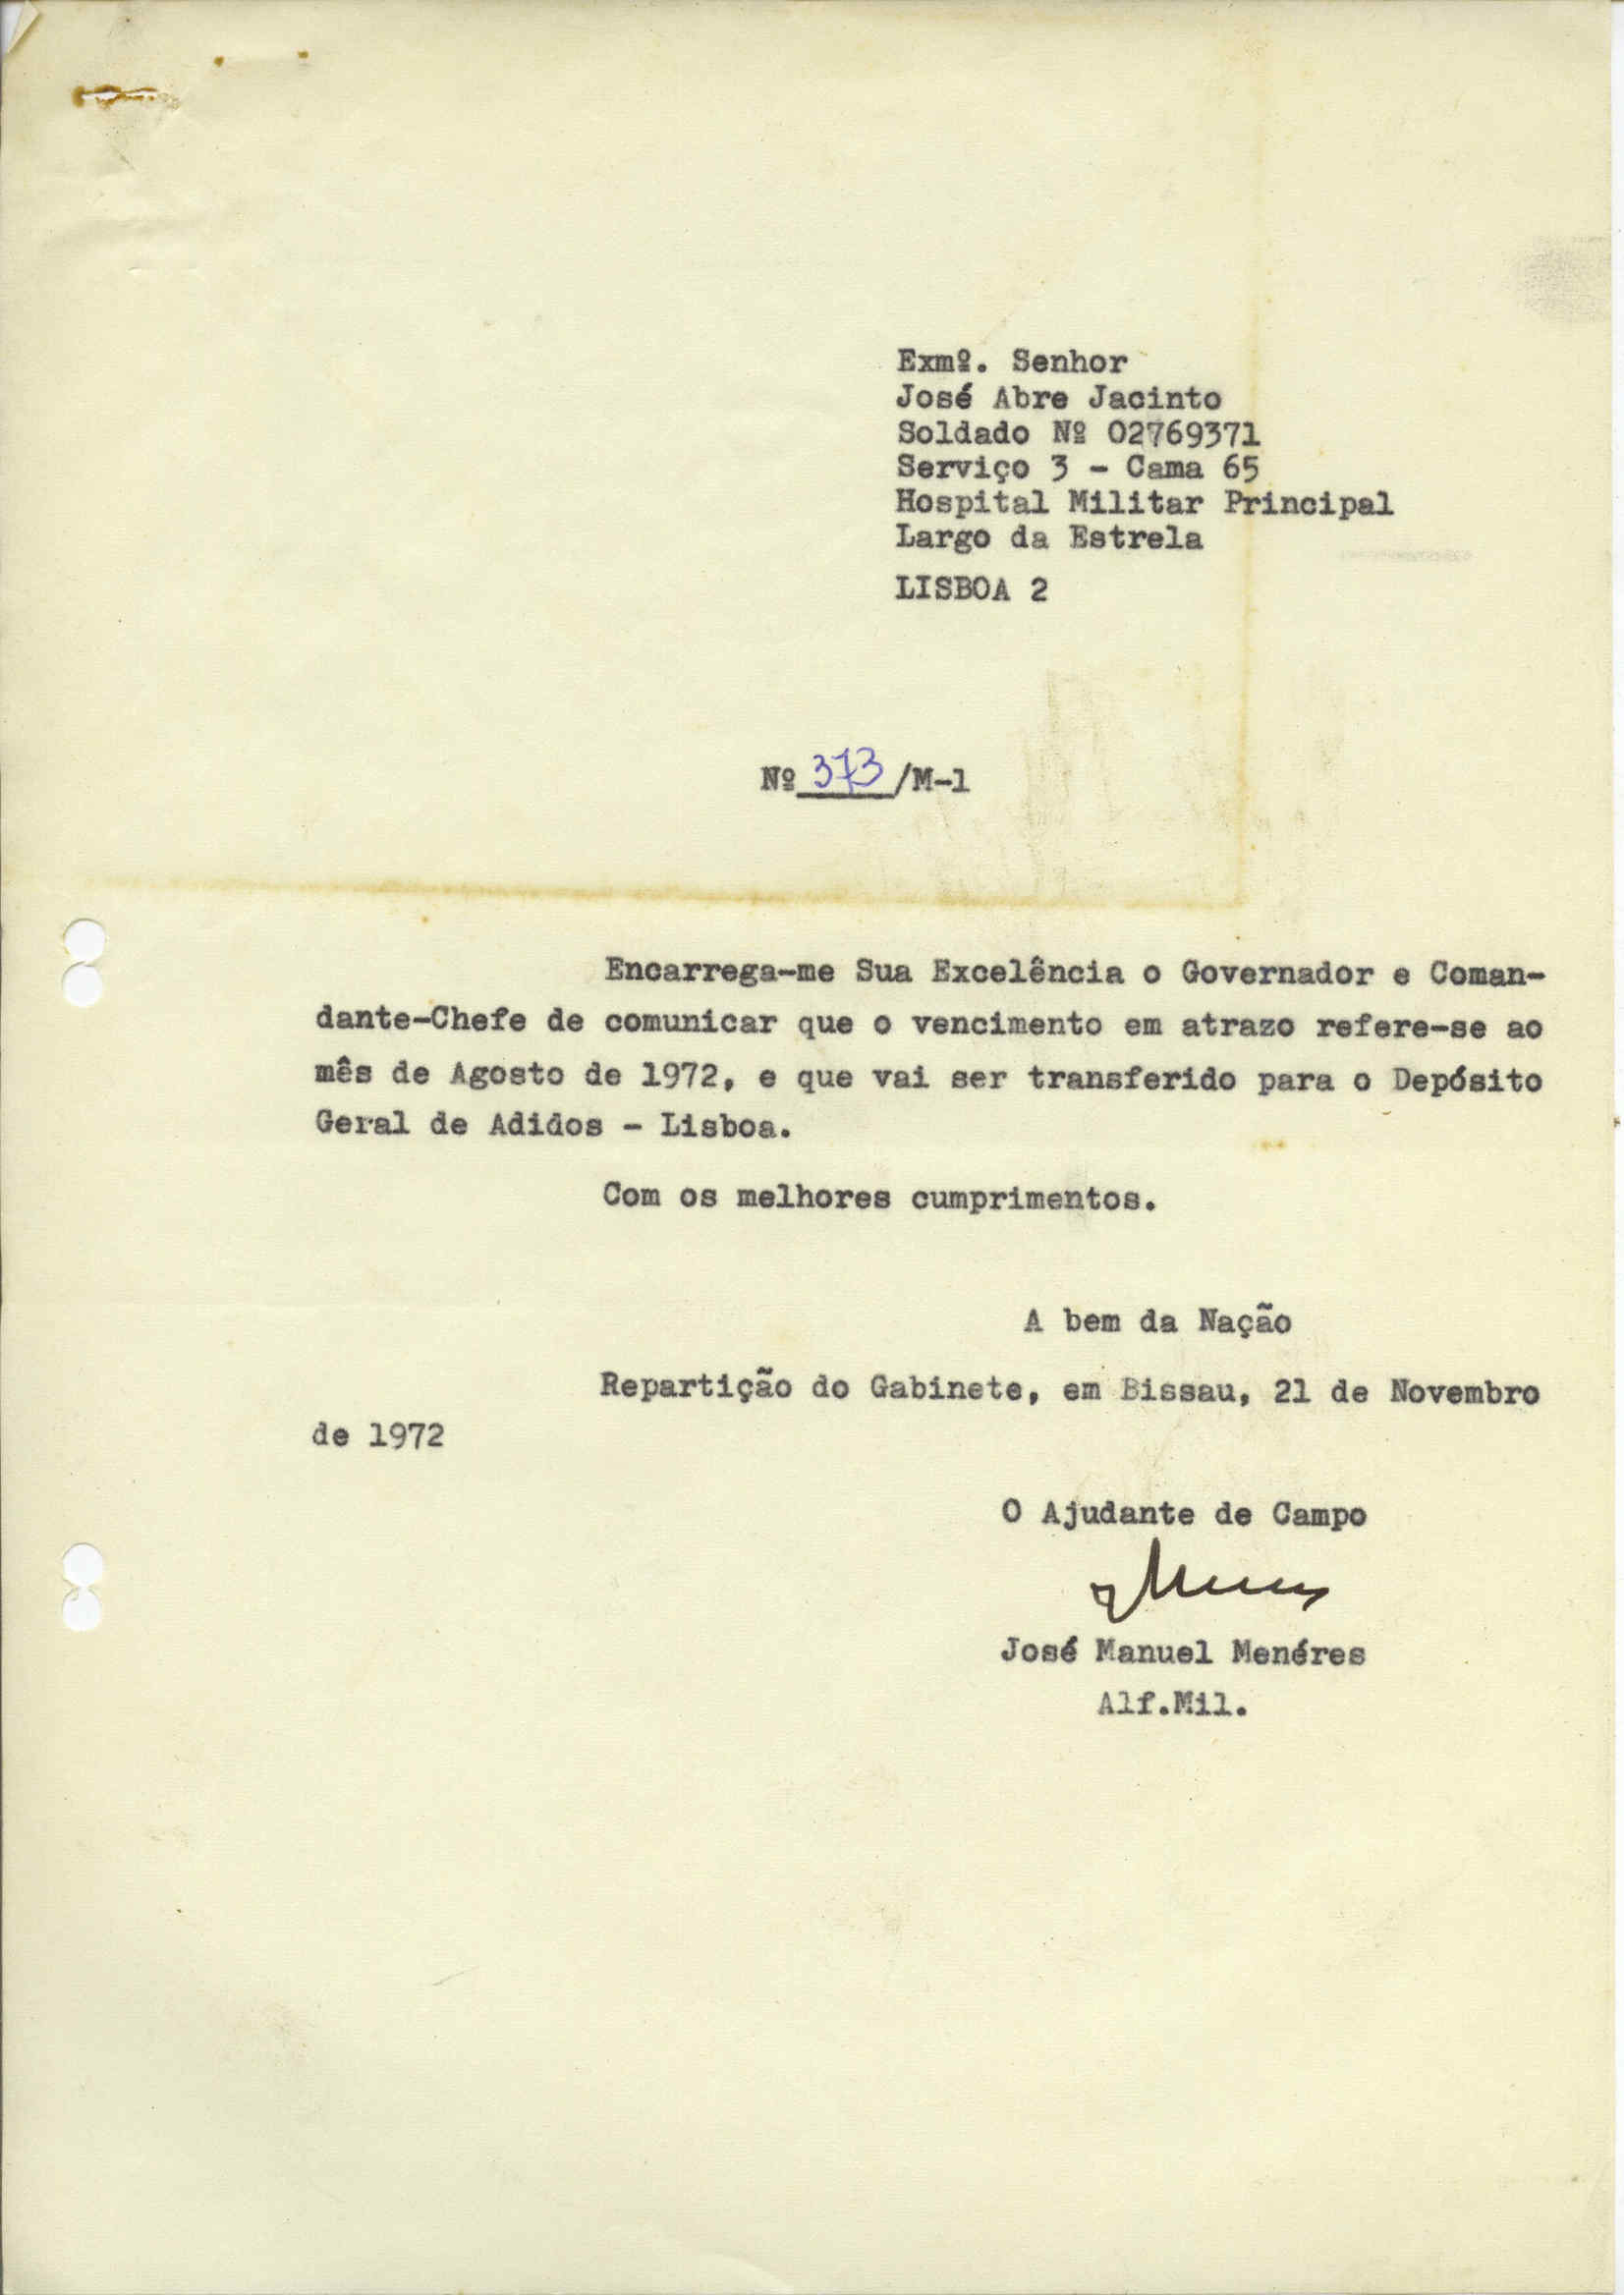 Exmº. Senhor
José Abre Jacinto
Soldado Nº 02769371
Serviço 3 - Cama 65
Hospital Militar Principal
Largo da Estrela
LISBOA 2
Nº 373 /M-1
Encarrega-me Sua Excelência o Governador e Coman-
dante-Chefe de comunicar que o vencimento em atrazo refere-se ao
mês de Agosto de 1972, e que vai ser transferido para o Depósito
Geral de Adidos - Lisboa.
Com os melhores cumprimentos.
A bem da Nação
Repartição do Gabinete, em Bissau, 21 de Novembro
de 1972
O Ajudante de Campo
José Manuel Menéres
Alf.Mil.